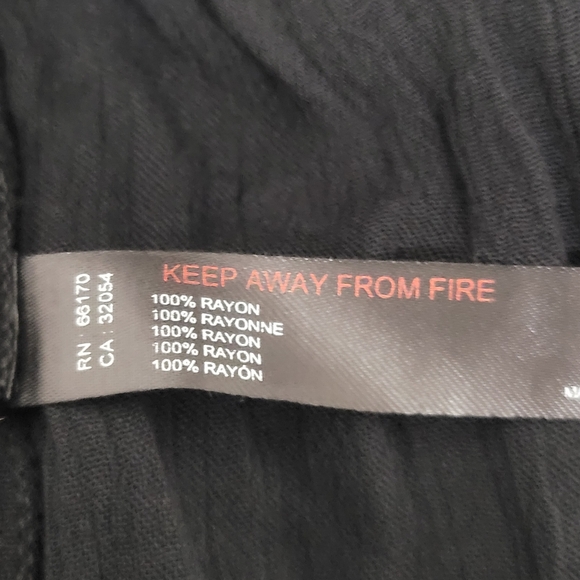 KEEP AWAY FROM FIRE
100% RAYON
100% RAYONNE
100% RAYON
100% RAYON
100% RAYÓN
RN : 66170
CA : 32054